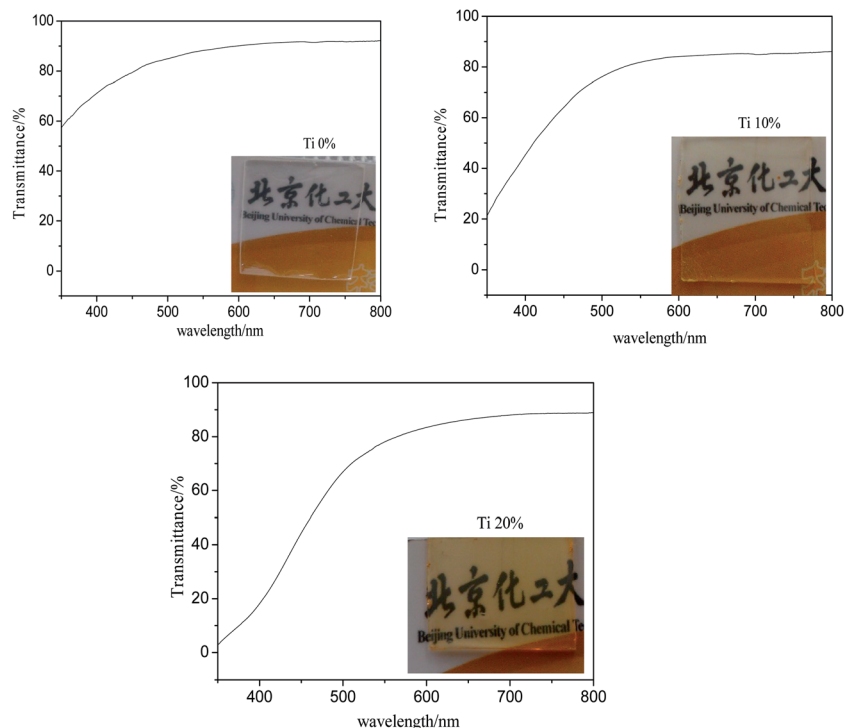 100
80
60
40
20
0
Transmittance/%
Ti 0%
北京化工大
Beijing University of Chemical Tec
400
500
600
700
800
wavelength/nm
100
80
60
40
20
0
Transmittance/%
Ti 10%
北京化工大
Beijing University of Chemical Tec
400
500
600
700
800
wavelength/nm
100
80
60
40
20
0
Transmittance/%
Ti 20%
北京化工大
Beijing University of Chemical Te
400
500
600
700
800
wavelength/nm